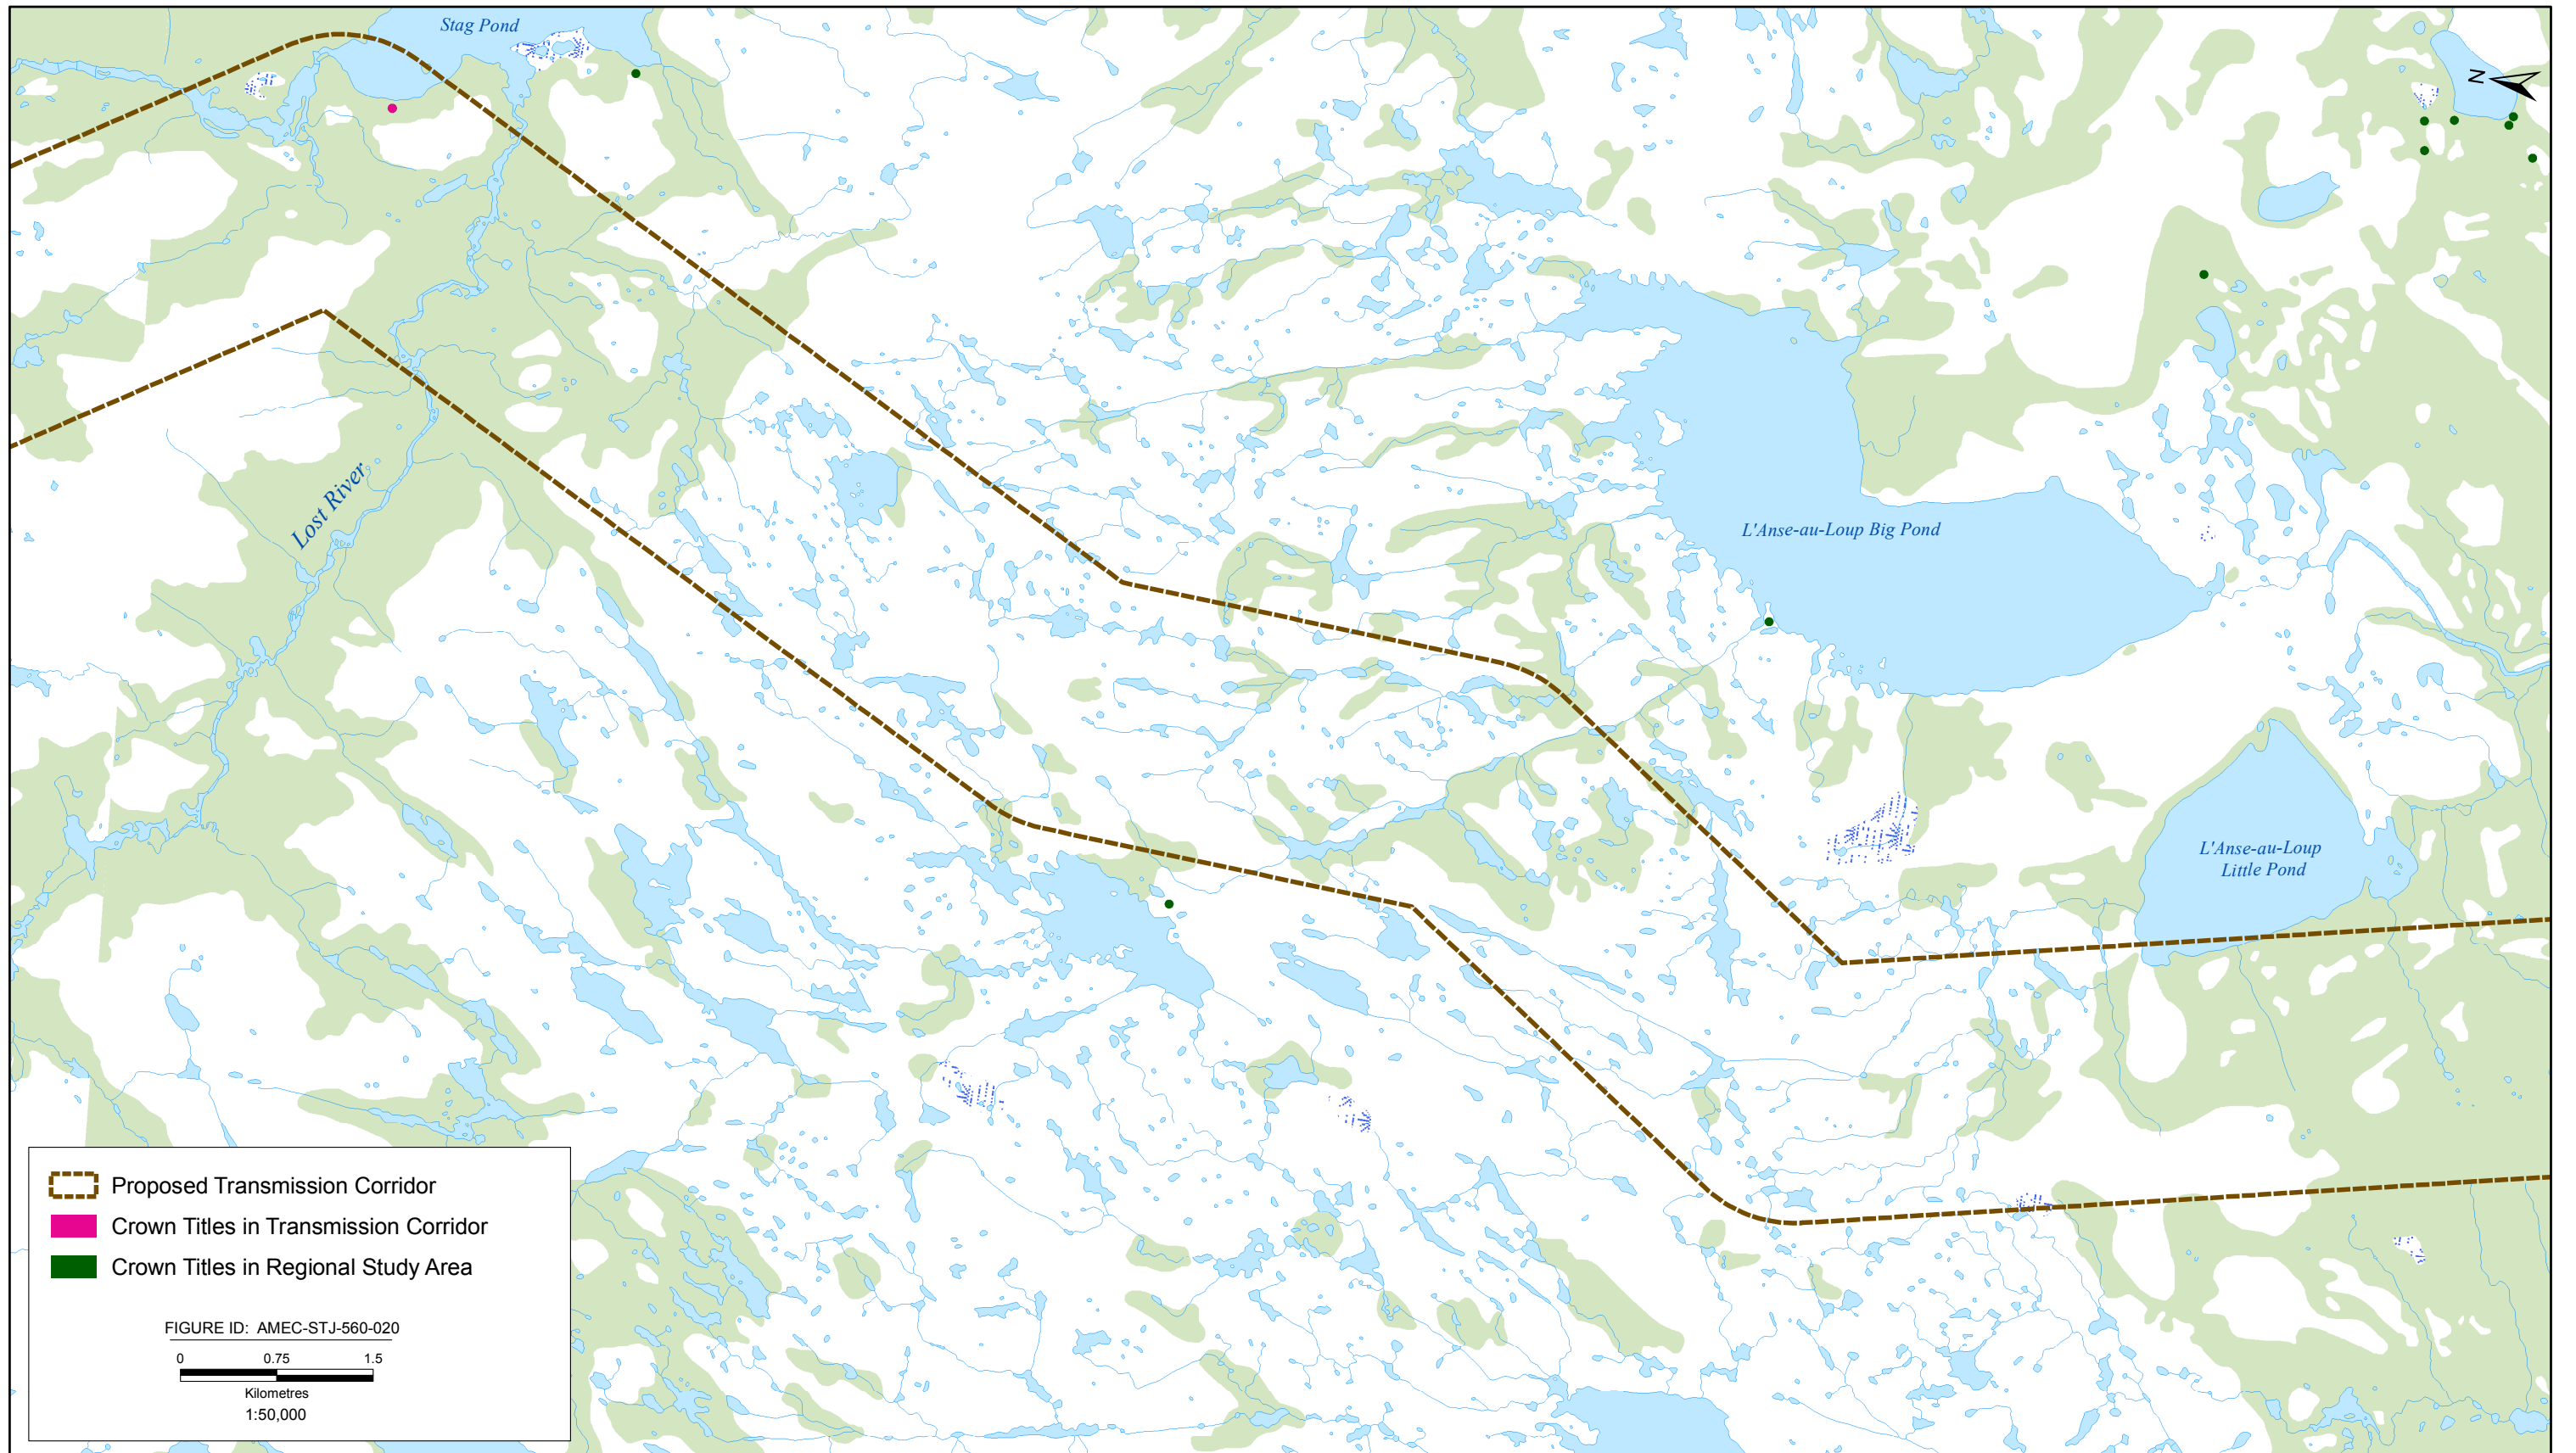 Stag Pond
N
Lost River
L'Anse-au-Loup Big Pond
L'Anse-au-Loup
Little Pond
Proposed Transmission Corridor
Crown Titles in Transmission Corridor
Crown Titles in Regional Study Area
FIGURE ID: AMEC-STJ-560-020
0 0.75 1.5
Kilometres
1:50,000